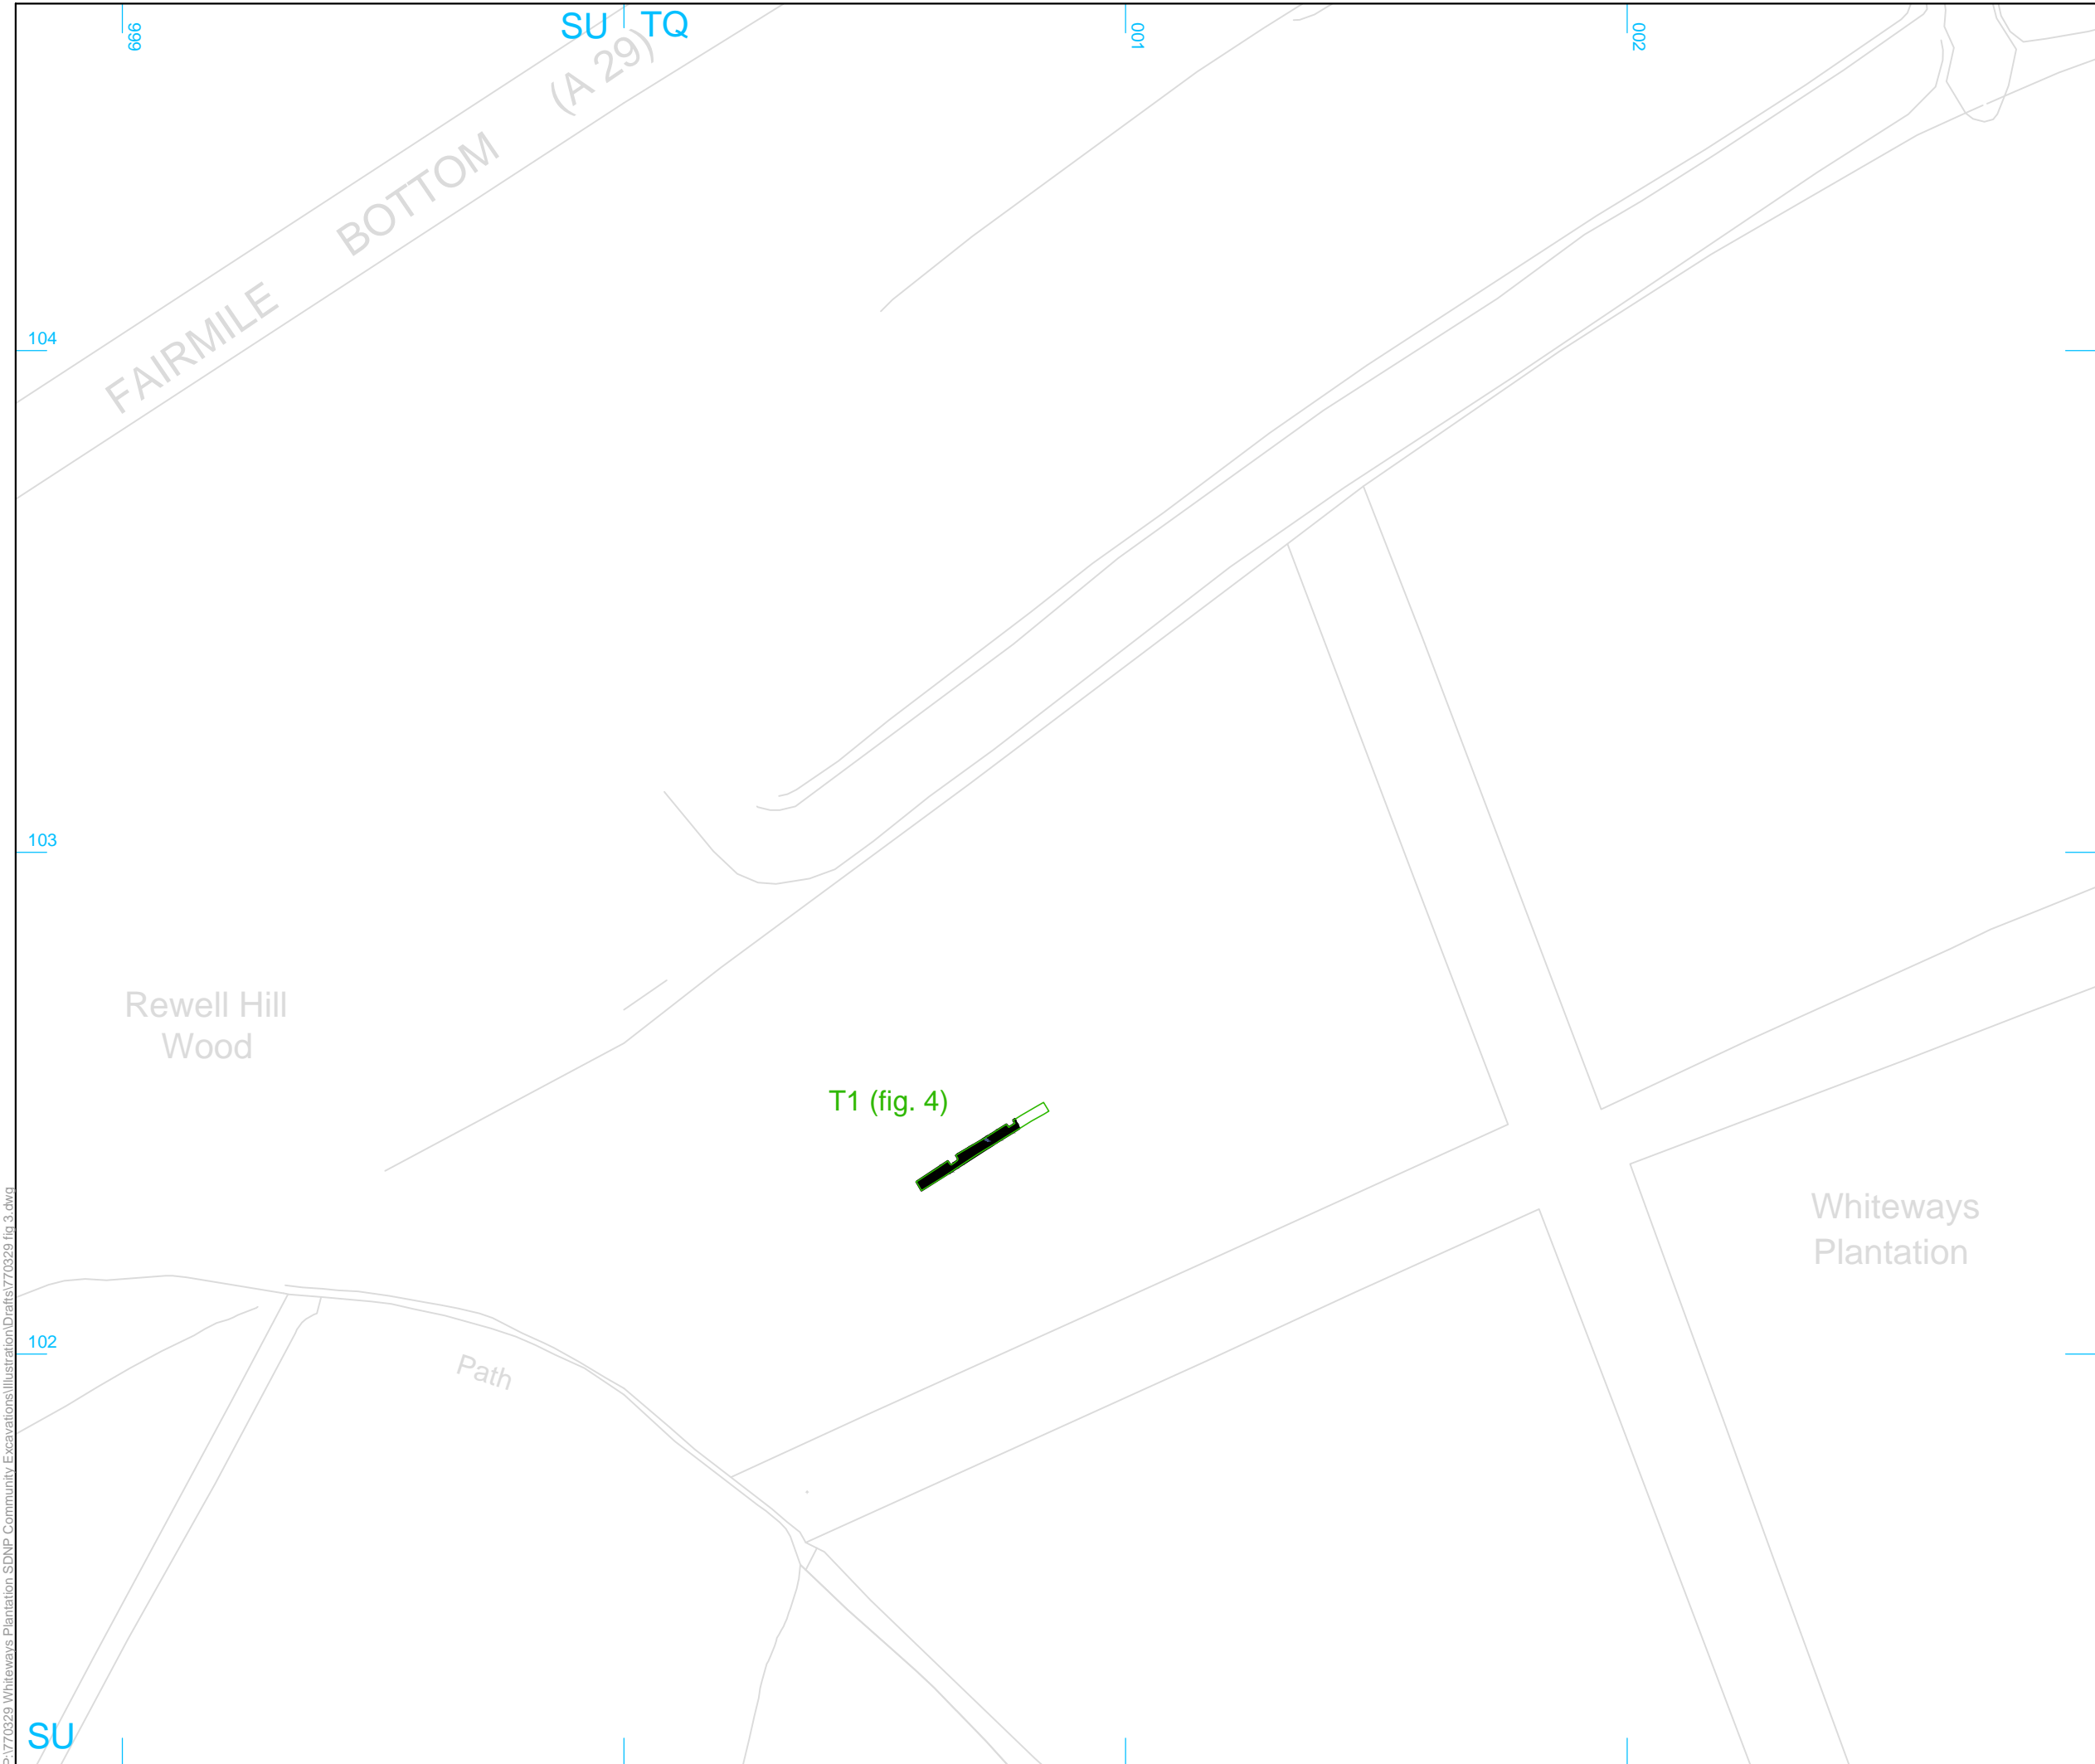 999
SU
TQ
001
002
FAIRMILE BOTTOM (A 29)
104
103
Rewell Hill
Wood
T1 (fig. 4)
Whiteways
Plantation
102
Path
SU
P:\770329 Whiteways Plantation SDNP Community Excavations\Illustration\Drafts\770329 fig 3.dwg